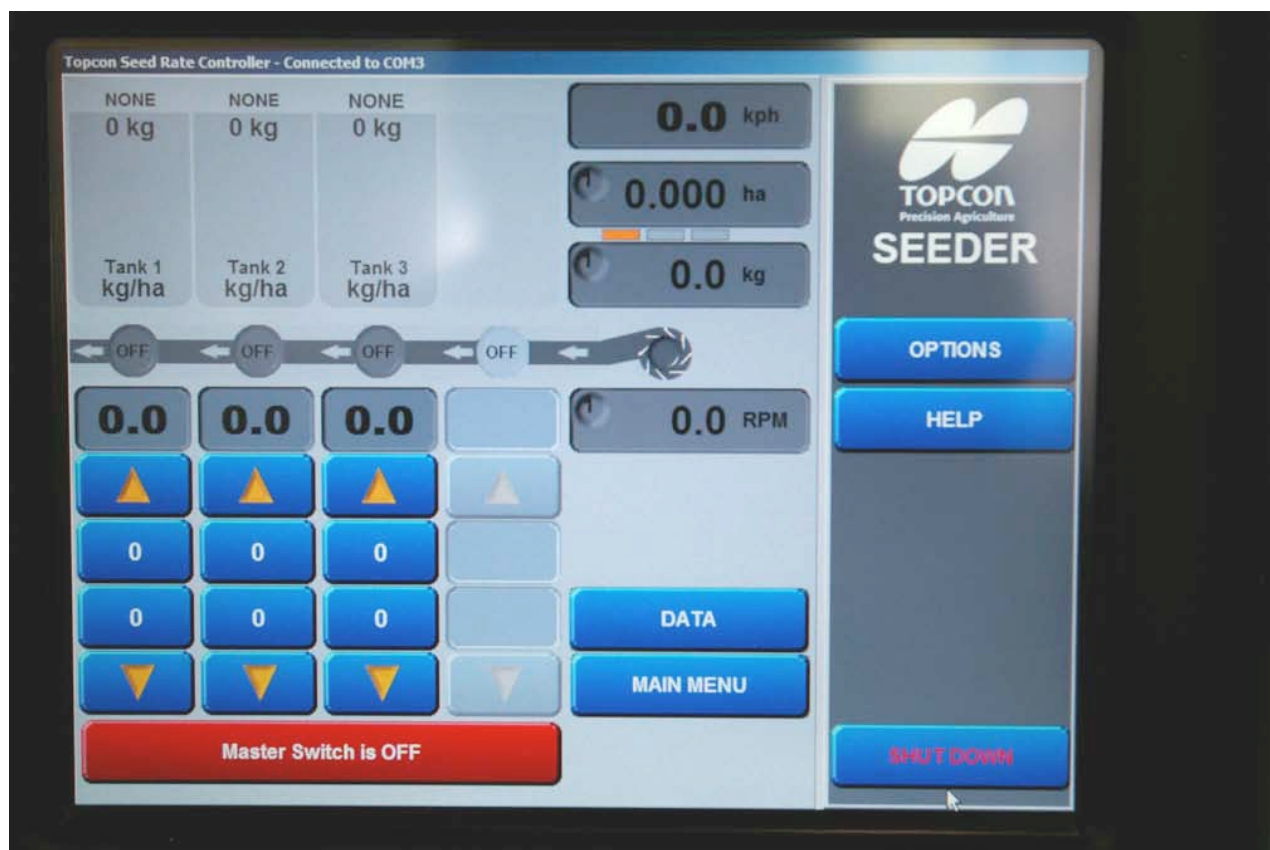 Topcon Seed Rate Controller - Connected to COM3
NONE NONE NONE
0 kg 0 kg 0 kg
Tank 1 Tank 2 Tank 3
kg/ha kg/ha kg/ha
0.0 kph
1 0.000 ha
1 0.0 kg
OFF OFF OFF OFF
0.0 0.0 0.0
1 0.0 RPM
0 0 0
0 0 0
DATA
MAIN MENU
Master Switch is OFF
TOPCON
Precision Agriculture
SEEDER
OPTIONS
HELP
SHUT DOWN